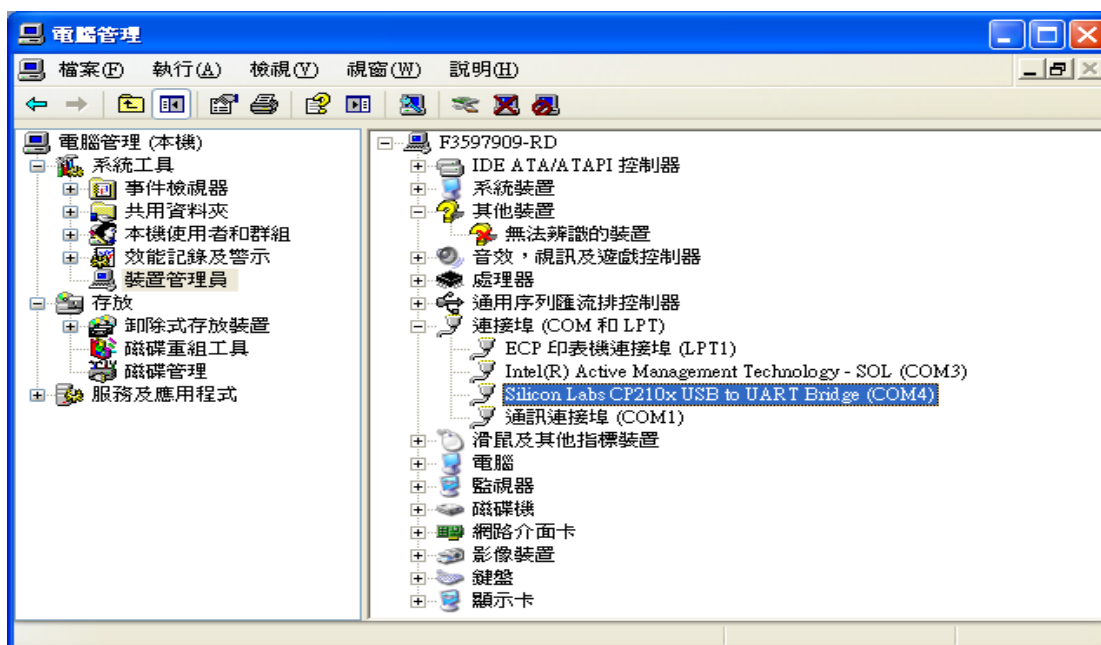 電腦管理
檔案(F) 執行(A) 檢視(V) 視窗(W) 說明(H)
電腦管理 (本機)
系統工具
事件檢視器
共用資料夾
本機使用者和群組
效能記錄及警示
裝置管理員
存放
卸除式存放裝置
磁碟重組工具
磁碟管理
服務及應用程式
F3597909-RD
IDE ATA/ATAPI 控制器
系統裝置
其他裝置
無法辨識的裝置
音效，視訊及遊戲控制器
處理器
通用序列匯流排控制器
連接埠 (COM 和 LPT)
ECP 印表機連接埠 (LPT1)
Intel(R) Active Management Technology - SOL (COM3)
Silicon Labs CP210x USB to UART Bridge (COM4)
通訊連接埠 (COM1)
滑鼠及其他指標裝置
電腦
監視器
磁碟機
網路介面卡
影像裝置
鍵盤
顯示卡